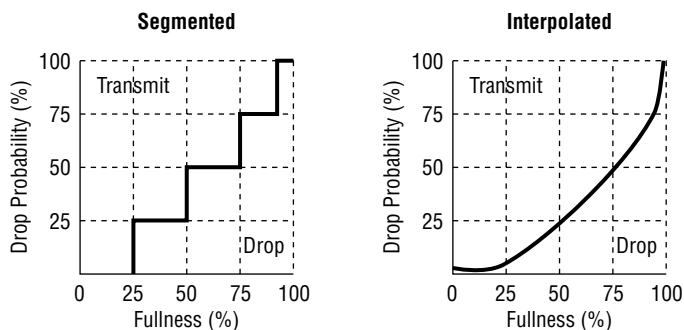 Segmented
Drop Probability (%)
100
75
50
25
Transmit
Drop
0 25 50 75 100
Fullness (%)
Interpolated
Drop Probability (%)
100
75
50
25
Transmit
Drop
0 25 50 75 100
Fullness (%)